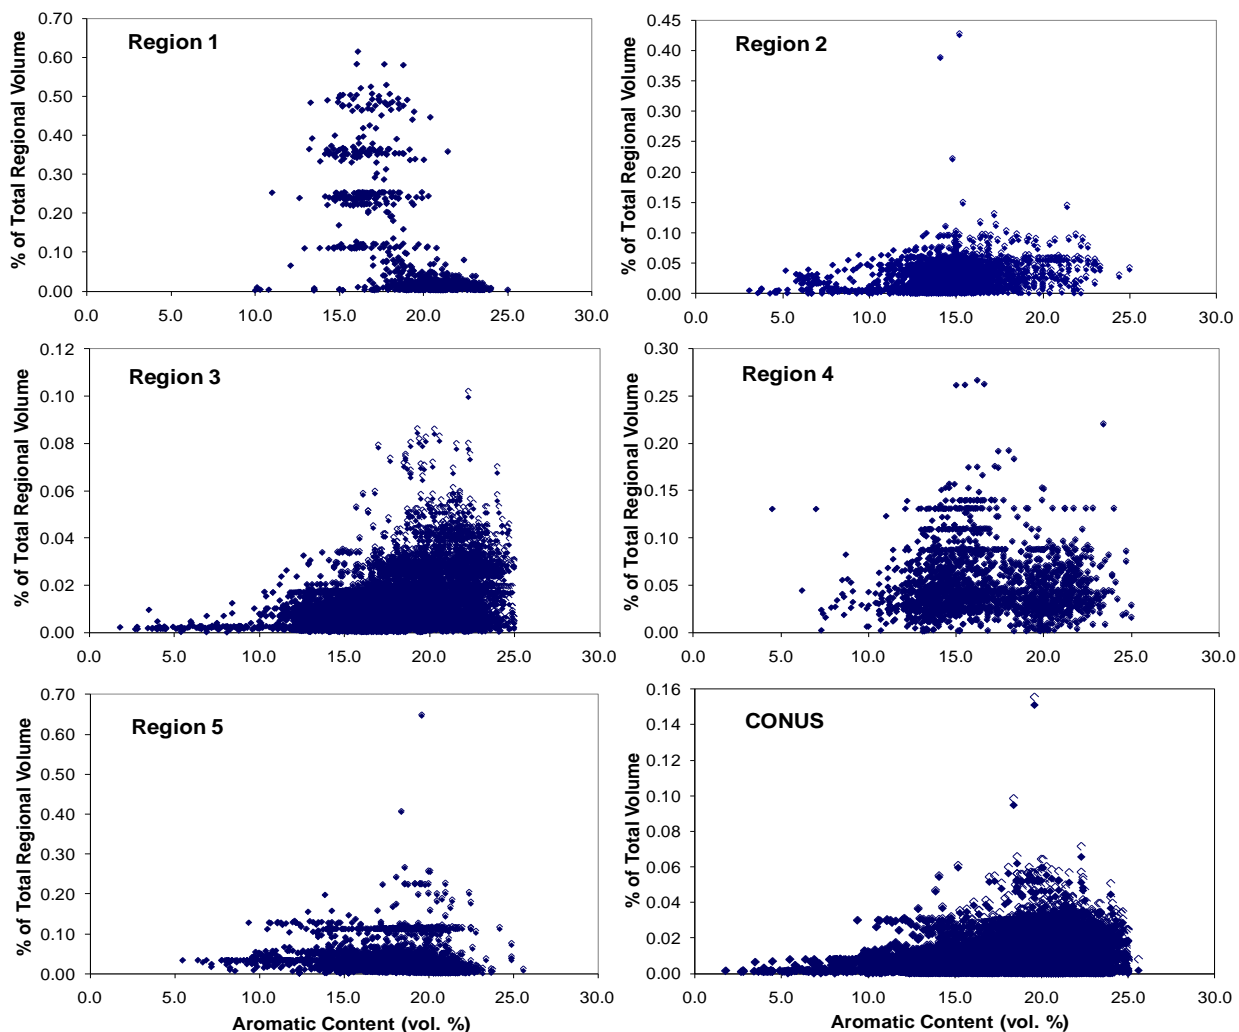 Region 1
% of Total Regional Volume
0.70
0.60
0.50
0.40
0.30
0.20
0.10
0.00
0.0 5.0 10.0 15.0 20.0 25.0 30.0
Region 2
% of Total Regional Volume
0.45
0.40
0.35
0.30
0.25
0.20
0.15
0.10
0.05
0.00
0.0 5.0 10.0 15.0 20.0 25.0 30.0
Region 3
% of Total Regional Volume
0.12
0.10
0.08
0.06
0.04
0.02
0.00
0.0 5.0 10.0 15.0 20.0 25.0 30.0
Region 4
% of Total Regional Volume
0.30
0.25
0.20
0.15
0.10
0.05
0.00
0.0 5.0 10.0 15.0 20.0 25.0 30.0
Region 5
% of Total Regional Volume
0.70
0.60
0.50
0.40
0.30
0.20
0.10
0.00
0.0 5.0 10.0 15.0 20.0 25.0 30.0
Aromatic Content (vol. %)
CONUS
% of Total Volume
0.16
0.14
0.12
0.10
0.08
0.06
0.04
0.02
0.00
0.0 5.0 10.0 15.0 20.0 25.0 30.0
Aromatic Content (vol. %)